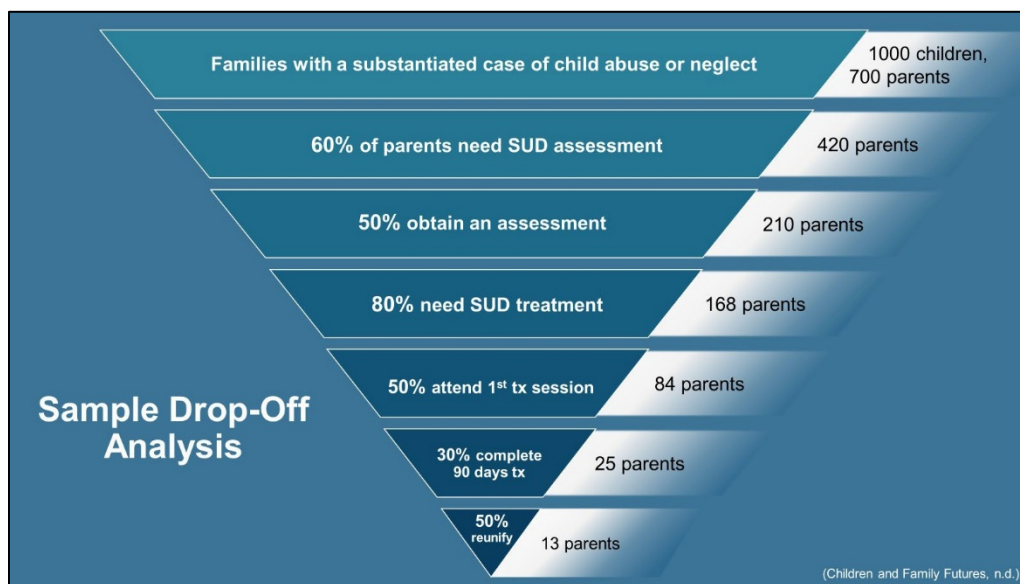 Families with a substantiated case of child abuse or neglect
1000 children,
700 parents
60% of parents need SUD assessment
420 parents
50% obtain an assessment
210 parents
80% need SUD treatment
168 parents
50% attend 1st tx session
84 parents
Sample Drop-Off
Analysis
30% complete
90 days tx
25 parents
50%
reunify
13 parents
(Children and Family Futures, n.d.)